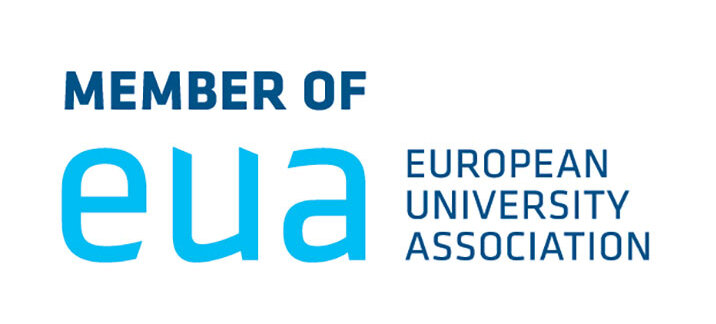 MEMBER OF
eua
EUROPEAN
UNIVERSITY
ASSOCIATION